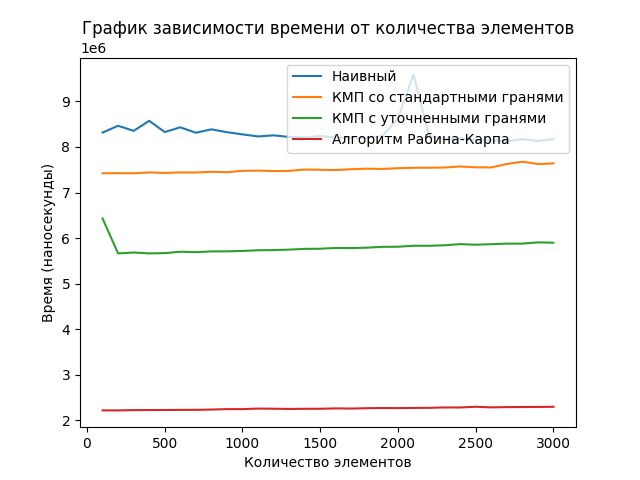 График зависимости времени от количества элементов
1e6
Наивный
КМП со стандартными гранями
КМП с уточненными гранями
Алгоритм Рабина-Карпа
9
8
7
6
5
4
3
2
Время (наносекунды)
0 500 1000 1500 2000 2500 3000
Количество элементов